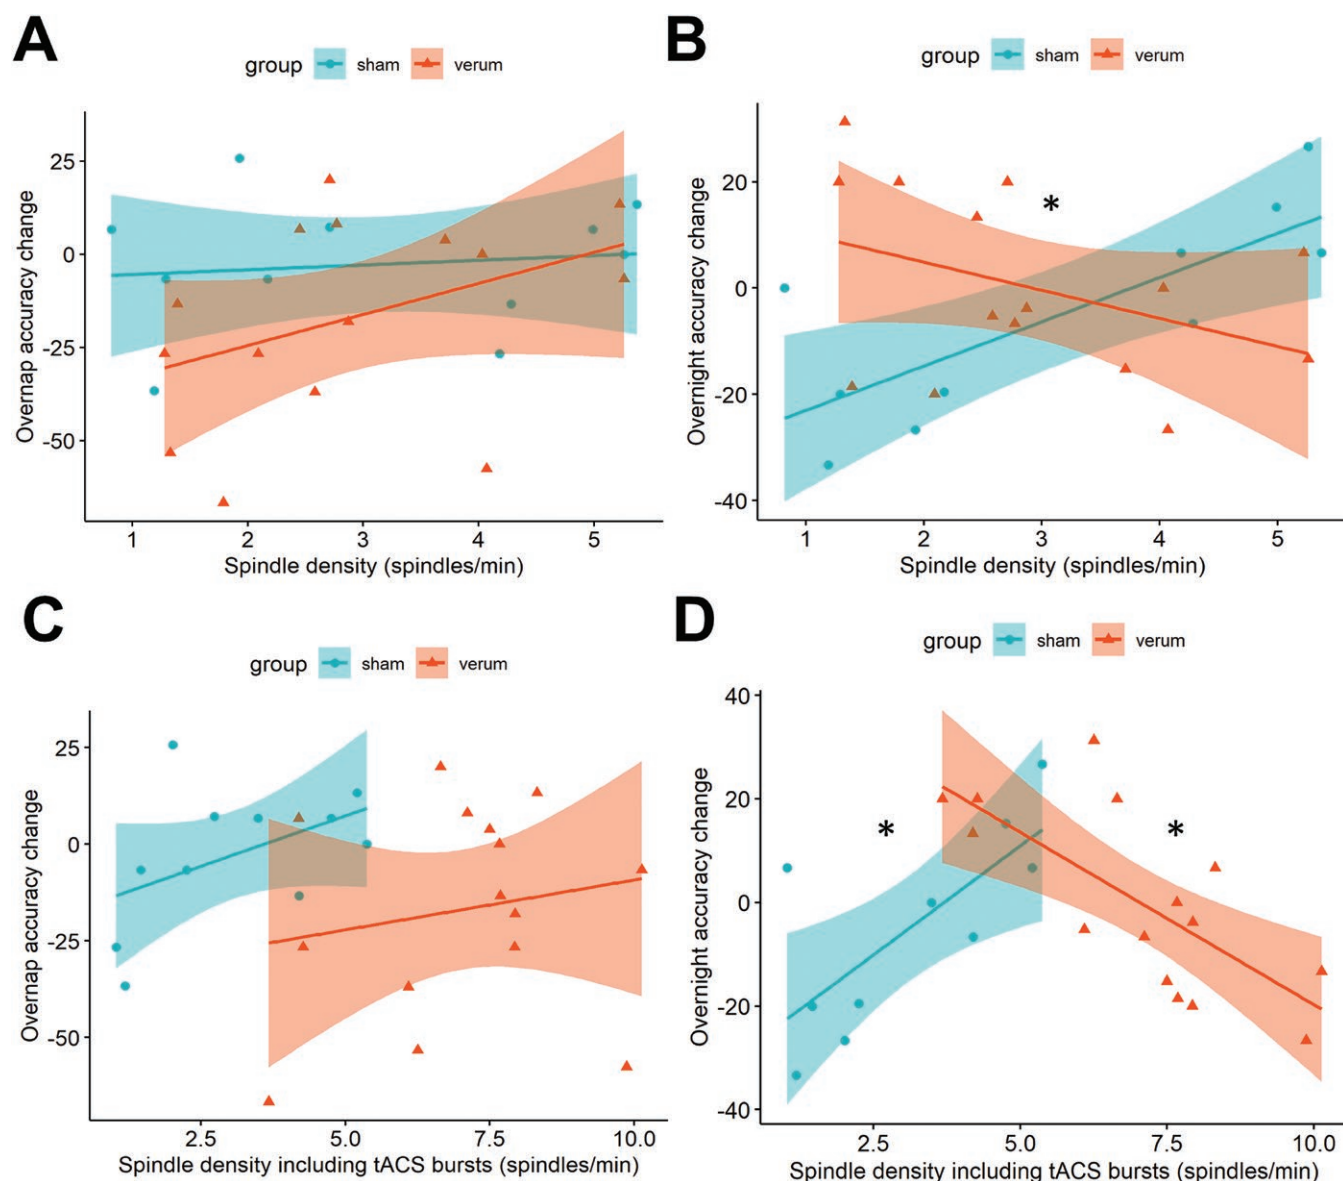 A
group sham verum
Overnap accuracy change
25
0
-25
-50
1 2 3 4 5
Spindle density (spindles/min)
B
group sham verum
Overnight accuracy change
20
0
-20
-40
*
1 2 3 4 5
Spindle density (spindles/min)
C
group sham verum
Overnap accuracy change
25
0
-25
-50
2.5 5.0 7.5 10.0
Spindle density including tACS bursts (spindles/min)
D
group sham verum
Overnight accuracy change
40
20
0
-20
-40
* *
2.5 5.0 7.5 10.0
Spindle density including tACS bursts (spindles/min)